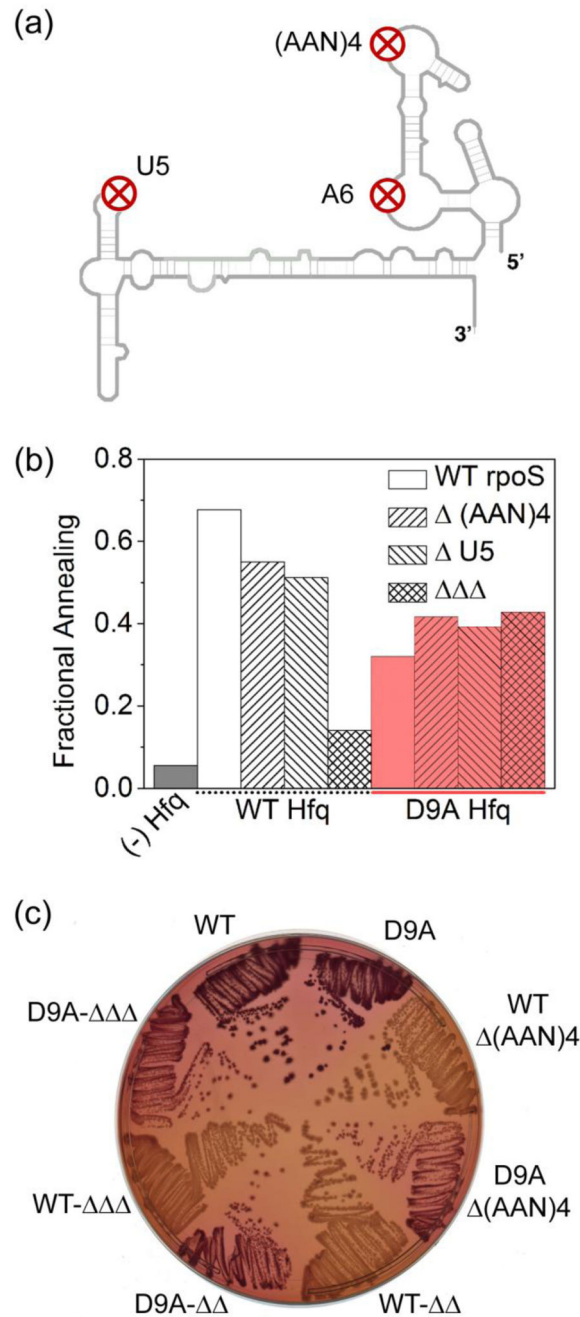 (a)
(AAN)4
U5
A6
5'
3'
(b)
0.8
0.6
0.4
0.2
0.0
Fractional Annealing
WT rpoS
Δ (AAN)4
Δ U5
ΔΔΔ
(-) Hfq
WT Hfq
D9A Hfq
(c)
WT
D9A
D9A-ΔΔΔ
WT
Δ(AAN)4
WT-ΔΔΔ
D9A
Δ(AAN)4
D9A-ΔΔ
WT-ΔΔ